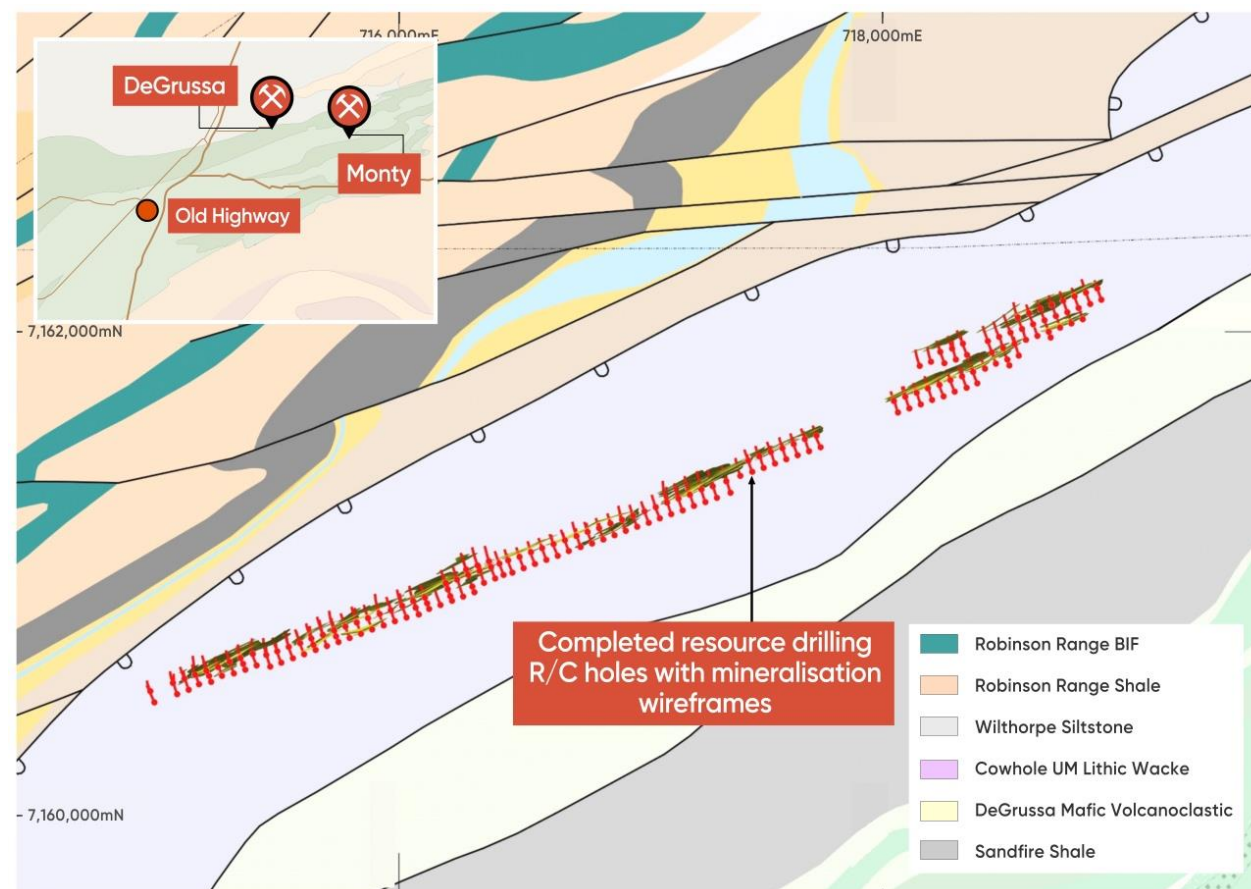 716,000mE
718,000mE
DeGrussa
Monty
Old Highway
7,162,000mN
Completed resource drilling
R/C holes with mineralisation
wireframes
Robinson Range BIF
Robinson Range Shale
Wilthorpe Siltstone
Cowhole UM Lithic Wacke
DeGrussa Mafic Volcanoclastic
Sandfire Shale
7,160,000mN